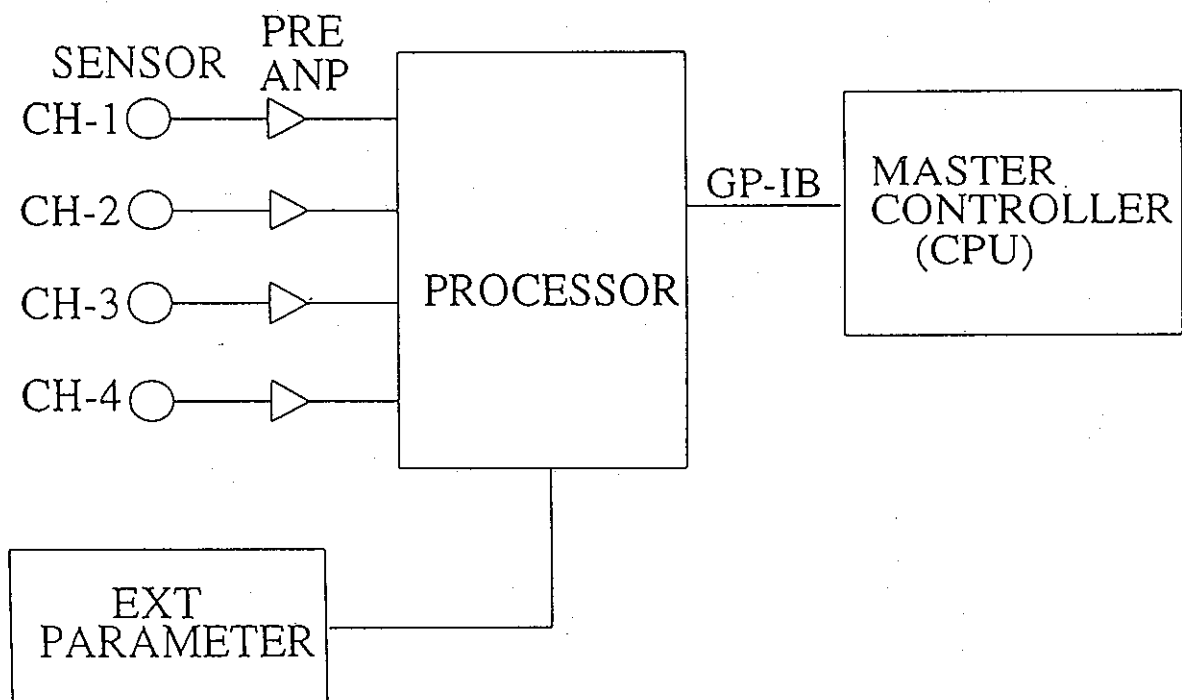 SENSOR
PRE
ANP
CH-1
CH-2
CH-3
CH-4
PROCESSOR
GP-IB
MASTER
CONTROLLER
(CPU)
EXT
PARAMETER